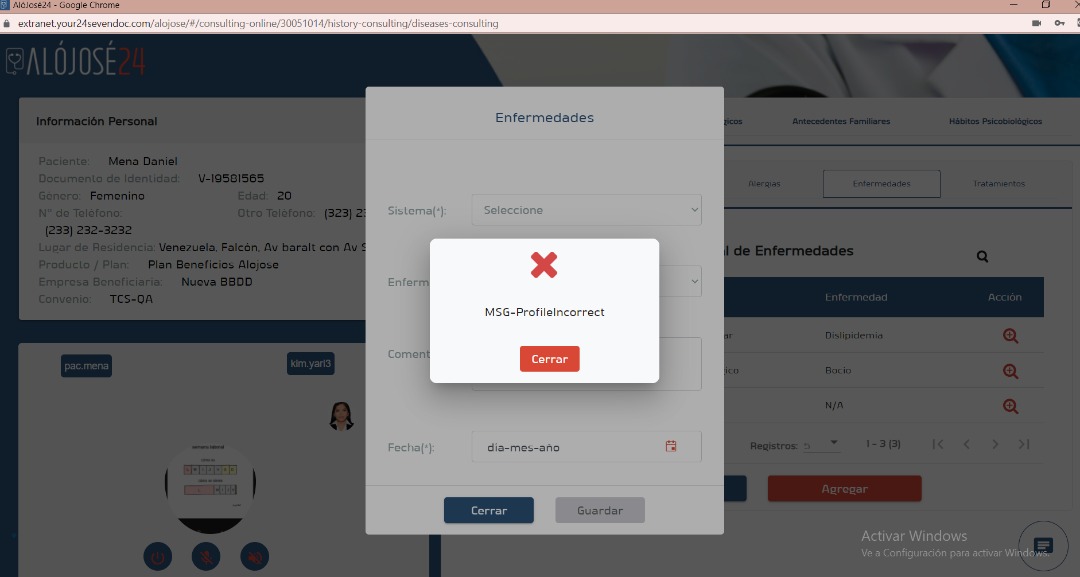 AlóJosé24 - Google Chrome
extranet.your24sevendoc.com/alojose/#/consulting-online/30051014/history-consulting/diseases-consulting
ALÓJOSÉ24
Información Personal
Paciente: Mena Daniel
Documento de Identidad: V-19581565
Género: Femenino Edad: 20
N° de Teléfono: Otro Teléfono: (323) 23
(233) 232-3232
Lugar de Residencia: Venezuela, Falcón, Av baralt con Av S
Producto / Plan: Plan Beneficios Alojose
Empresa Beneficiaria: Nueva BBDD
Convenio: TCS-QA
pac.mena
kim.yari3
Enfermedades
Sistema(*): Seleccione
Enferm
Coment
Fecha(*): día-mes-año
Cerrar
Guardar
MSG-ProfileIncorrect
Cerrar
gicos
Antecedentes Familiares
Hábitos Psicobiológicos
Alergias
Enfermedades
Tratamientos
l de Enfermedades
Enfermedad
Acción
ar
Dislipidemia
ico
Bocio
N/A
Registros: 5
1 - 3 (3)
Agregar
Activar Windows
Ve a Configuración para activar Windows.